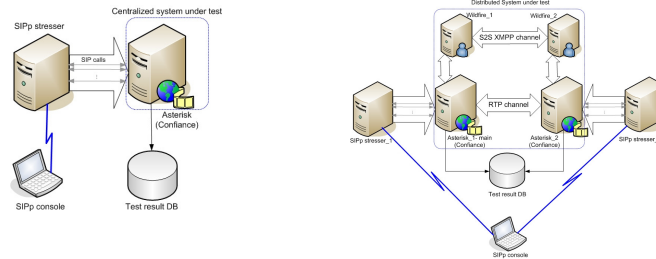 Centralized System under test
SIPp stresser
SIP calls
Asterisk
(Confiance)
SIPp console
Test result DB
Distributed System under test
Wildfire_1
Wildfire_2
S2S XMPP channel
RTP channel
SIPp stresser_1
Asterisk_1- main
(Confiance)
Asterisk_2
(Confiance)
SIPp stresser_
Test result DB
SIPp console